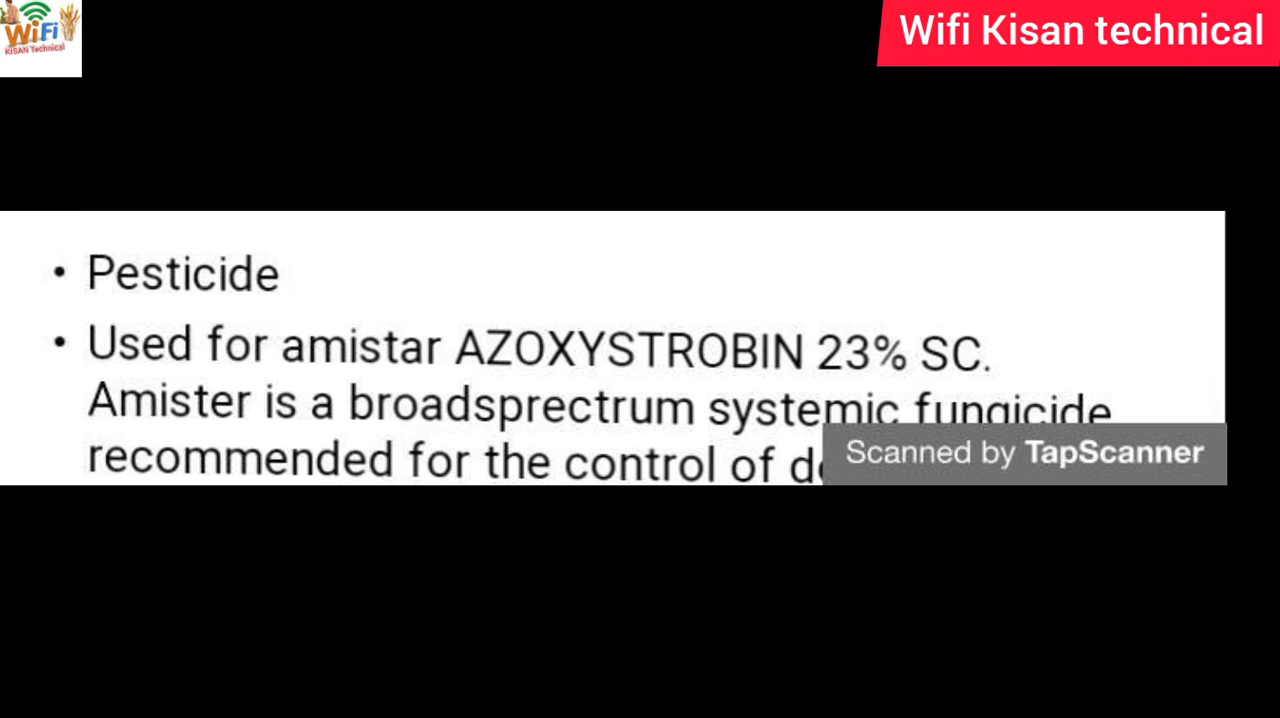 WiFi
KISAN Technical
Wifi Kisan technical
• Pesticide
• Used for amistar AZOXYSTROBIN 23% SC.
Amister is a broadsprectrum systemic fungicide
recommended for the control of
Scanned by TapScanner